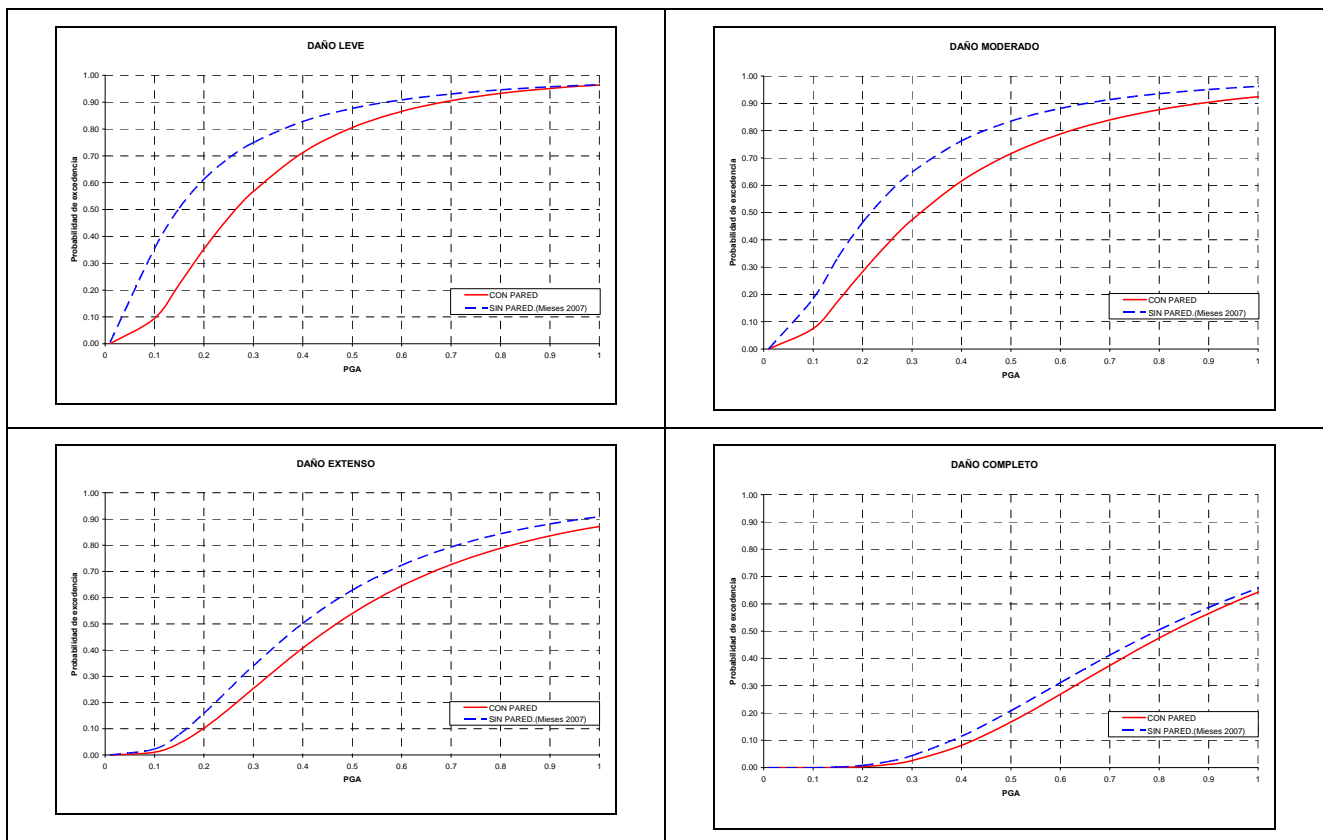 DAÑO LEVE
Probabilidad de excedencia
1.00
0.90
0.80
0.70
0.60
0.50
0.40
0.30
0.20
0.10
0.00
0 0.1 0.2 0.3 0.4 0.5 0.6 0.7 0.8 0.9 1
PGA
CON PARED
SIN PARED.(Mieses 2007)
DAÑO MODERADO
Probabilidad de excedencia
1.00
0.90
0.80
0.70
0.60
0.50
0.40
0.30
0.20
0.10
0.00
0 0.1 0.2 0.3 0.4 0.5 0.6 0.7 0.8 0.9 1
PGA
CON PARED
SIN PARED.(Mieses 2007)
DAÑO EXTENSO
Probabilidad de excedencia
1.00
0.90
0.80
0.70
0.60
0.50
0.40
0.30
0.20
0.10
0.00
0 0.1 0.2 0.3 0.4 0.5 0.6 0.7 0.8 0.9 1
PGA
CON PARED
SIN PARED.(Mieses 2007)
DAÑO COMPLETO
Probabilidad de excedencia
1.00
0.90
0.80
0.70
0.60
0.50
0.40
0.30
0.20
0.10
0.00
0 0.1 0.2 0.3 0.4 0.5 0.6 0.7 0.8 0.9 1
PGA
CON PARED
SIN PARED.(Mieses 2007)